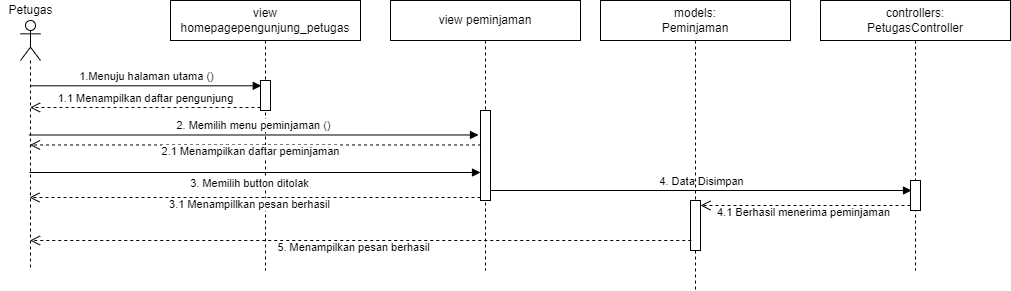 Petugas
view
homepagepengunjung_petugas
view peminjaman
models:
Peminjaman
controllers:
PetugasController
1.Menuju halaman utama ()
1.1 Menampilkan daftar pengunjung
2. Memilih menu peminjaman ()
2.1 Menampilkan daftar peminjaman
3. Memilih button ditolak
4. Data Disimpan
3.1 Menampillkan pesan berhasil
4.1 Berhasil menerima peminjaman
5. Menampilkan pesan berhasil